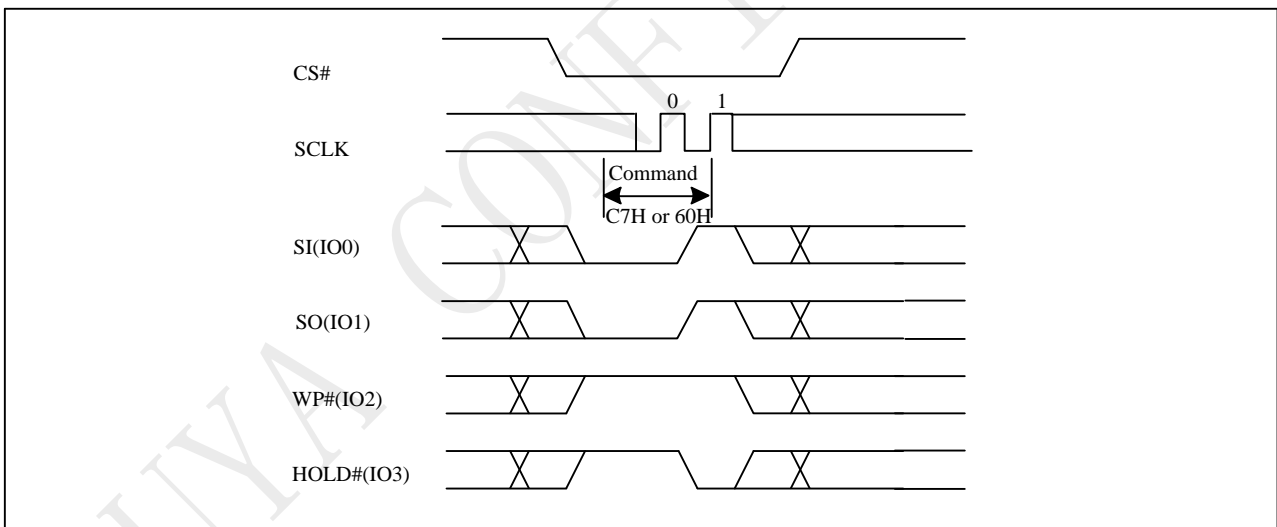 CS#
0 1
SCLK
Command
C7H or 60H
SI(IO0)
SO(IO1)
WP#(IO2)
HOLD#(IO3)